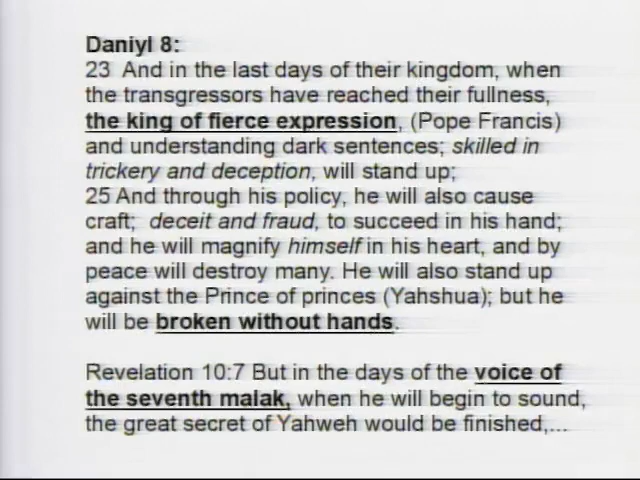 Daniyl 8:
23 And in the last days of their kingdom, when
the transgressors have reached their fullness,
the king of fierce expression, (Pope Francis)
and understanding dark sentences; skilled in
trickery and deception, will stand up;
25 And through his policy, he will also cause
craft; deceit and fraud, to succeed in his hand;
and he will magnify himself in his heart, and by
peace will destroy many. He will also stand up
against the Prince of princes (Yahshua); but he
will be broken without hands.
Revelation 10:7 But in the days of the voice of
the seventh malak, when he will begin to sound,
the great secret of Yahweh would be finished,...